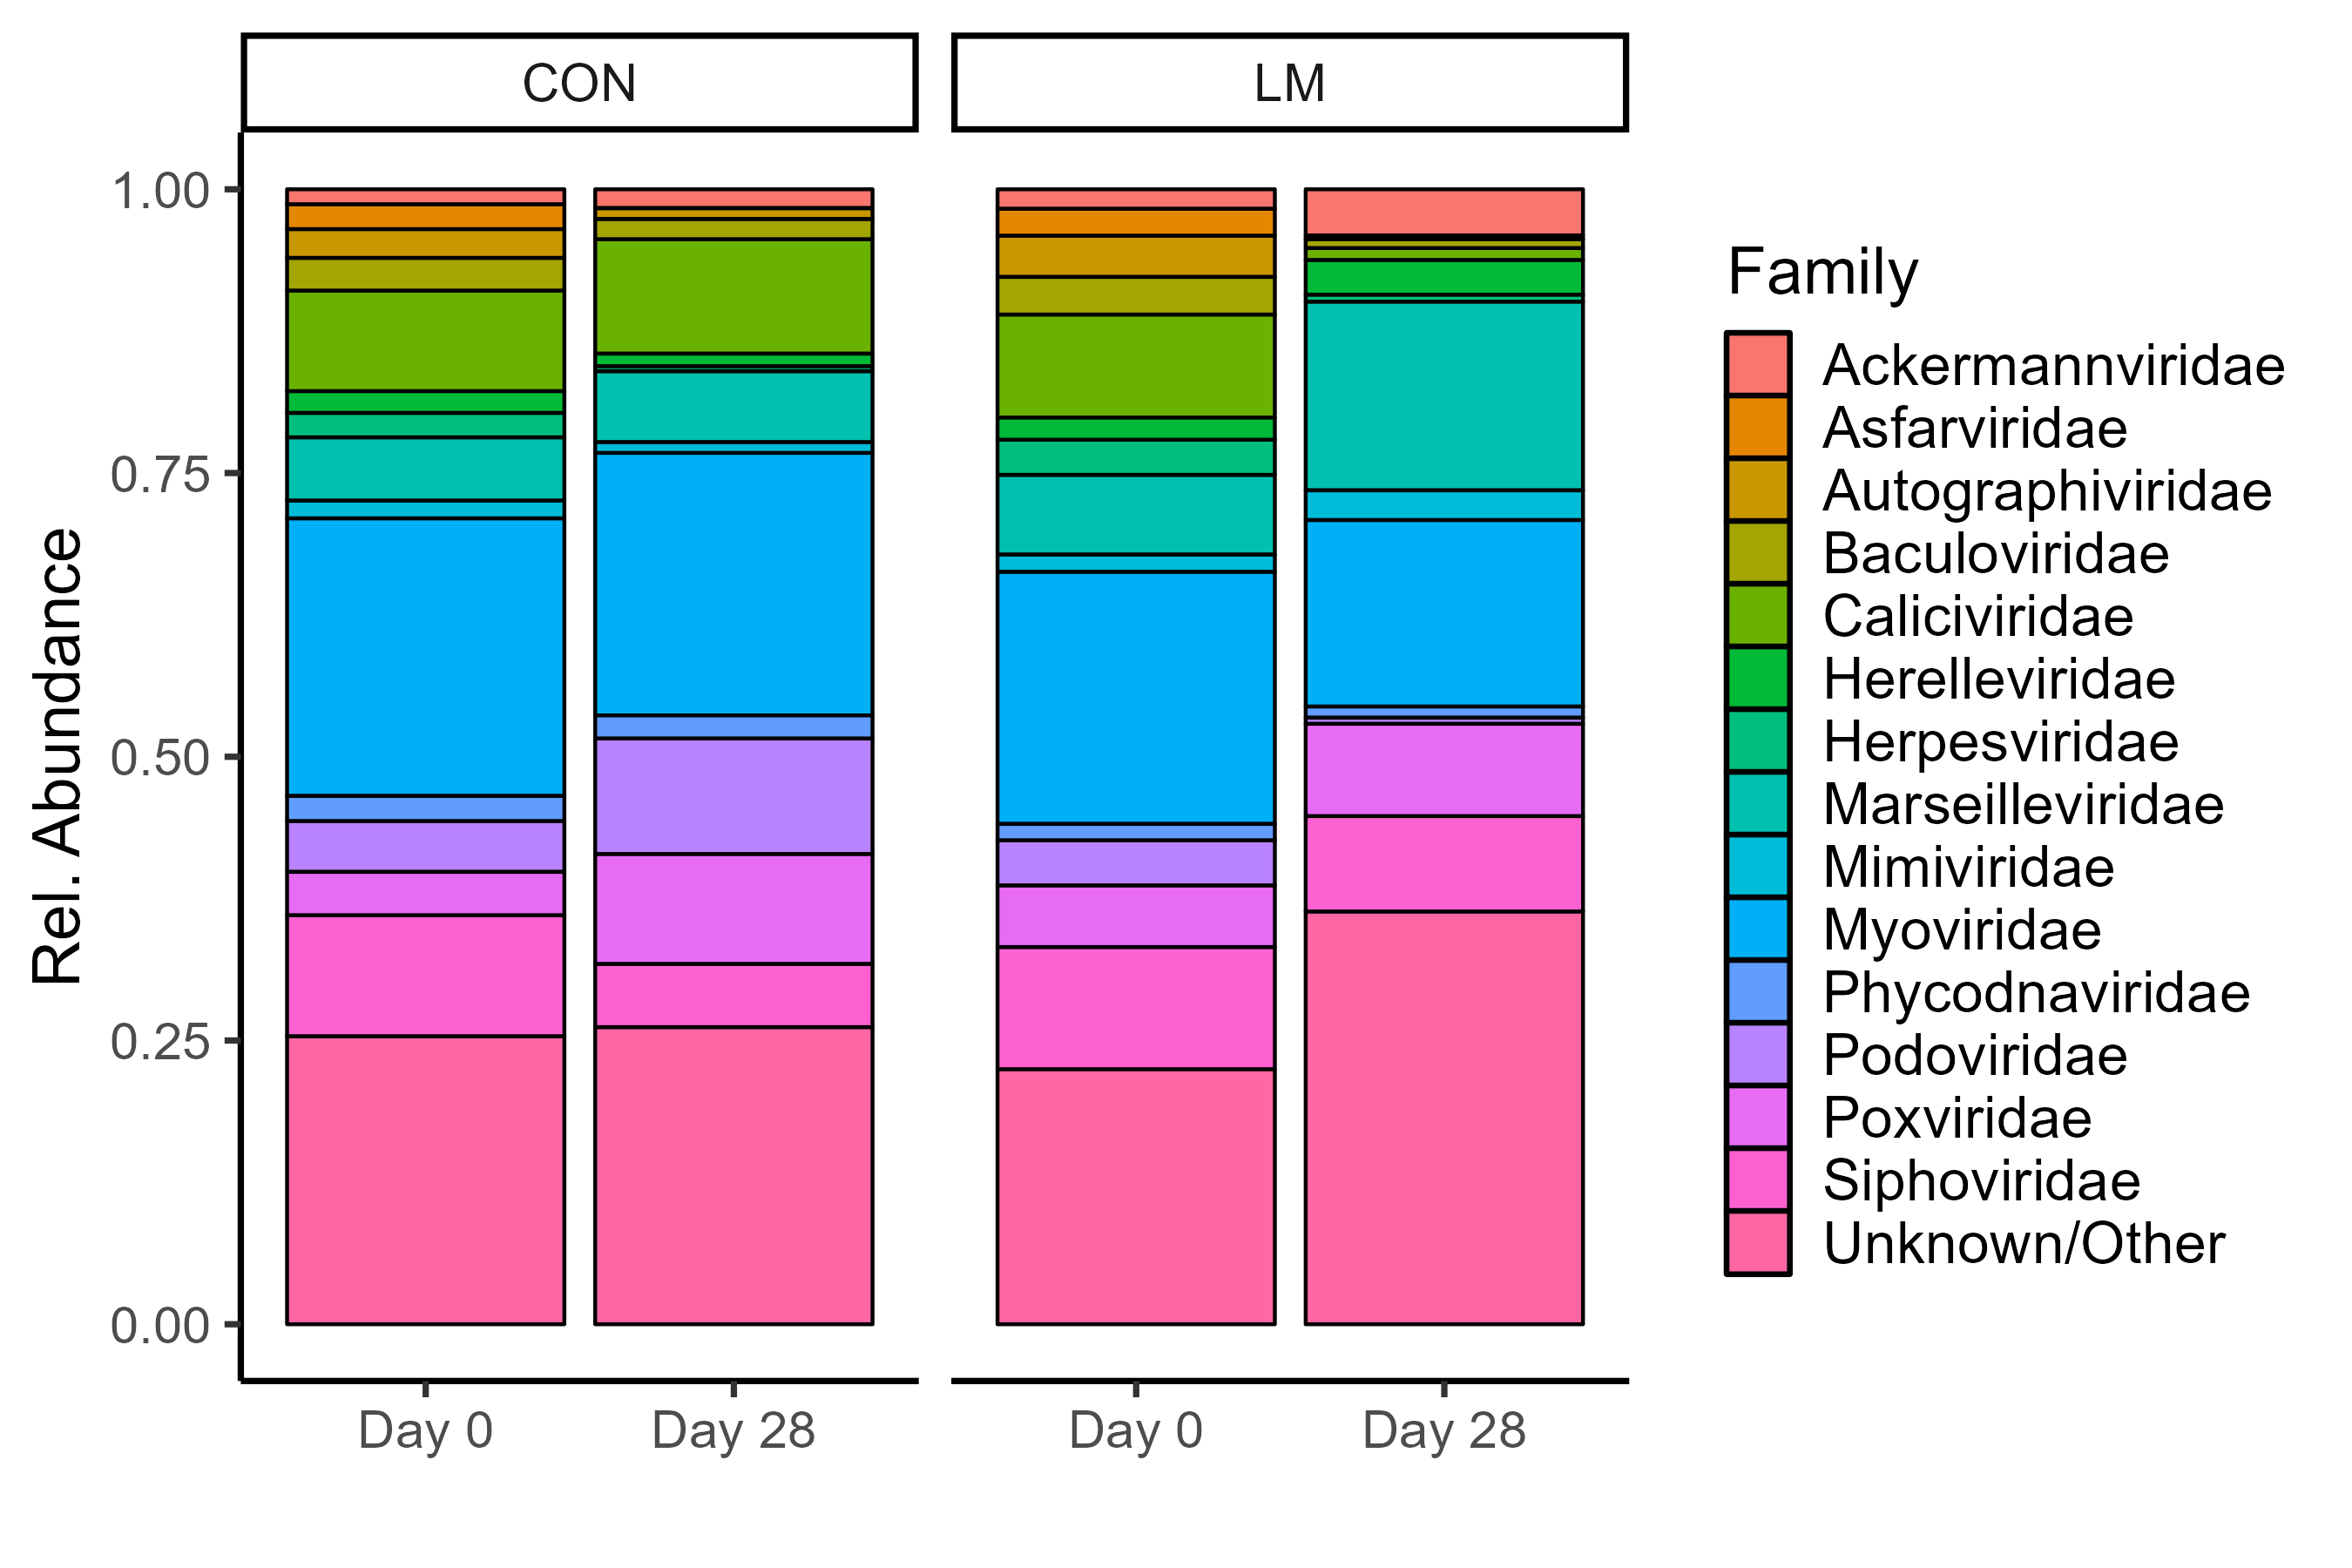 CON
LM
1.00
0.75
0.50
0.25
0.00
Rel. Abundance
Day 0
Day 28
Day 0
Day 28
Family
Ackermannviridae
Asfarviridae
Autographiviridae
Baculoviridae
Caliciviridae
Herelleviridae
Herpesviridae
Marseilleviridae
Mimiviridae
Myoviridae
Phycodnaviridae
Podoviridae
Poxviridae
Siphoviridae
Unknown/Other